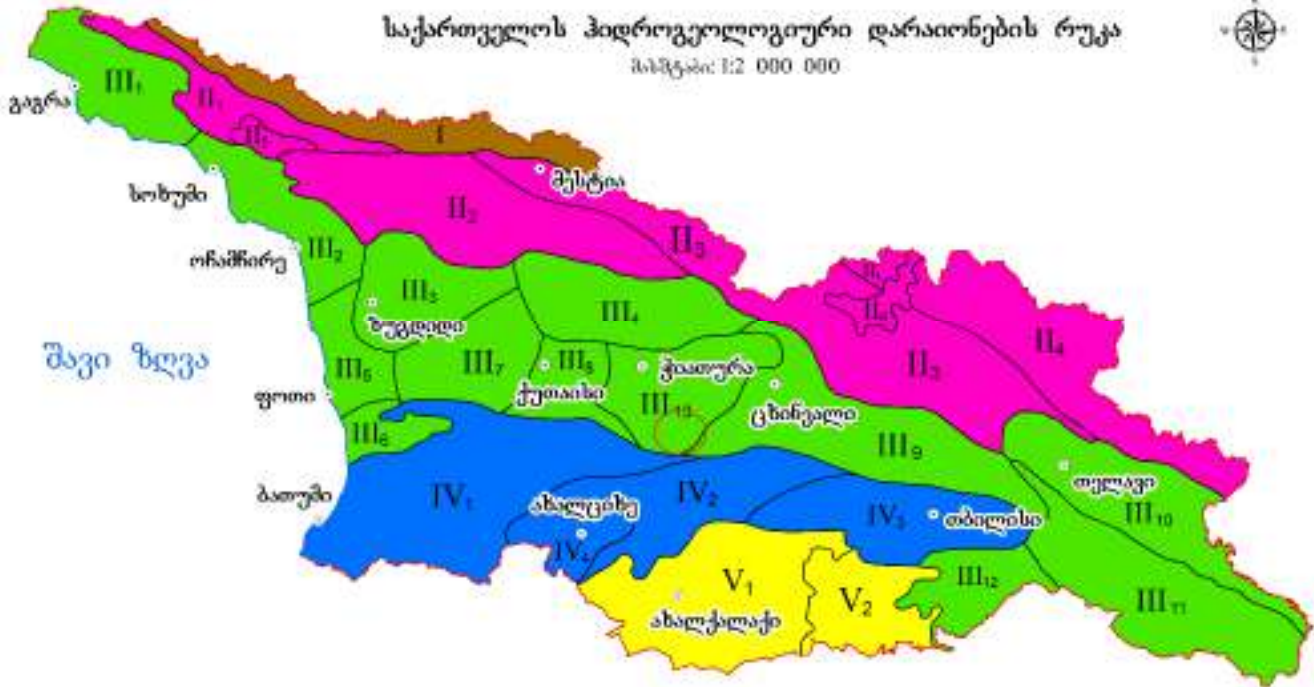 საქართველოს ჰიდროგეოლოგიური დარაიონების რუკა
მასშტაბი: 1:2 000 000
III₁
გაგრა
II₁
I
სოხუმი
მესტია
II₂
II₃
ოჩამჩირე
III₂
III₃
ზუგდიდი
III₄
II₃
II₄
შავი ზღვა
III₅
III₇
III₈
ჭიათურა
ქუთაისი
ფოთი
III₁₃
ცხინვალი
III₆
III₉
თელავი
ბათუმი
IV₁
IV₂
ახალციხე
IV₃
თბილისი
III₁₀
IV₄
V₁
V₂
III₁₂
III₁₁
ახალქალაქი